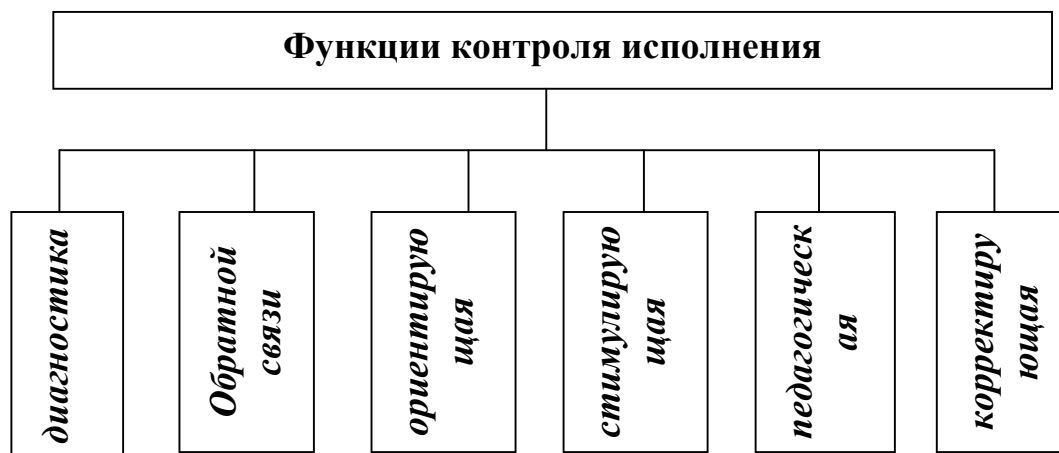 Функции контроля исполнения
диагностика
Обратной
связи
ориентирую
щая
стимулирую
щая
педагогическ
ая
корректиру
ющая